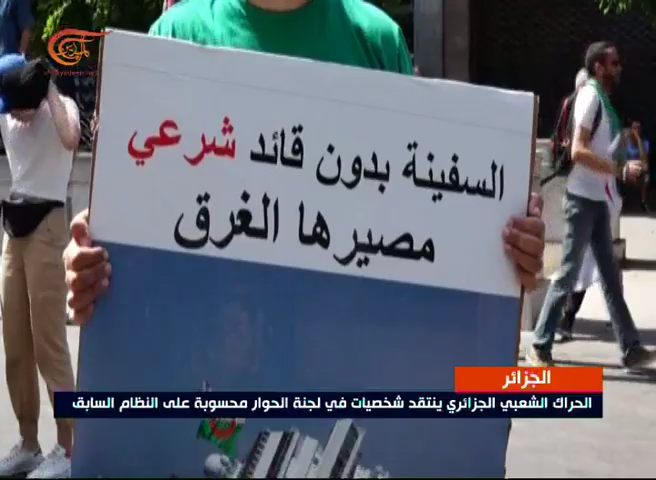 السفينة بدون قائد شرعي
مصيرها الغرق
الجزائر
الحراك الشعبي الجزائري ينتقد شخصيات في لجنة الحوار محسوبة على النظام السابق